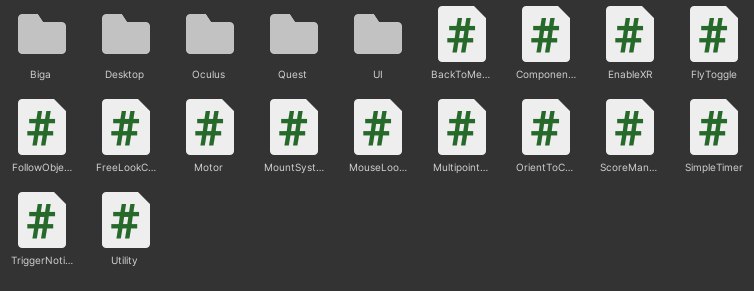 Biga
Desktop
Oculus
Quest
UI
BackToMe...
Componen...
EnableXR
FlyToggle
FollowObje...
FreeLookC...
Motor
MountSyst...
MouseLoo...
Multipoint...
OrientToC...
ScoreMan...
SimpleTimer
TriggerNoti...
Utility